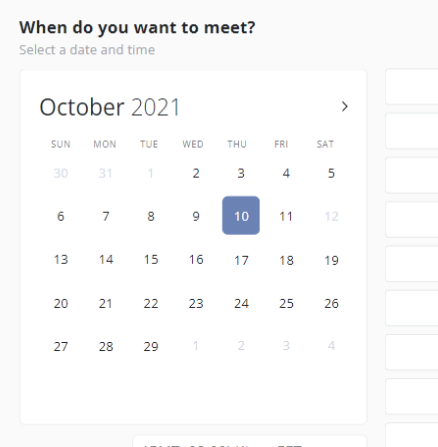 When do you want to meet?
Select a date and time
October 2021 >
SUN MON TUE WED THU FRI SAT
30 31 1 2 3 4 5
6 7 8 9 10 11 12
13 14 15 16 17 18 19
20 21 22 23 24 25 26
27 28 29 1 2 3 4